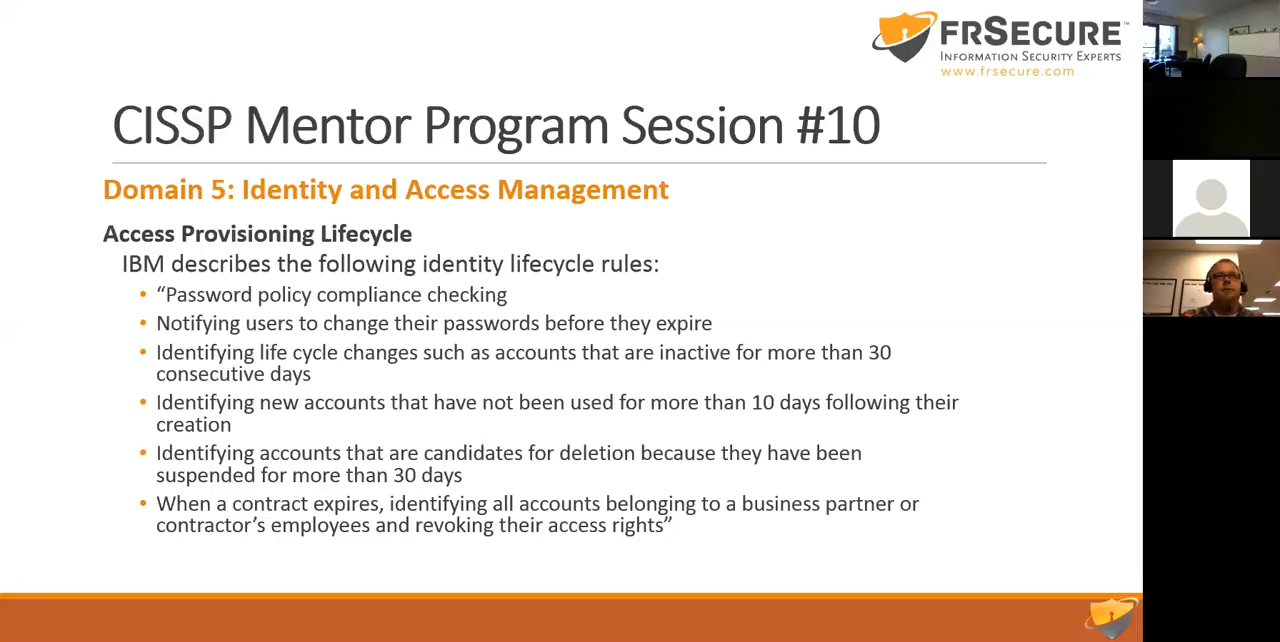 FRSECURE™
INFORMATION SECURITY EXPERTS
www.frsecure.com
CISSP Mentor Program Session #10
Domain 5: Identity and Access Management
Access Provisioning Lifecycle
IBM describes the following identity lifecycle rules:
• “Password policy compliance checking
• Notifying users to change their passwords before they expire
• Identifying life cycle changes such as accounts that are inactive for more than 30
consecutive days
• Identifying new accounts that have not been used for more than 10 days following their
creation
• Identifying accounts that are candidates for deletion because they have been
suspended for more than 30 days
• When a contract expires, identifying all accounts belonging to a business partner or
contractor’s employees and revoking their access rights”